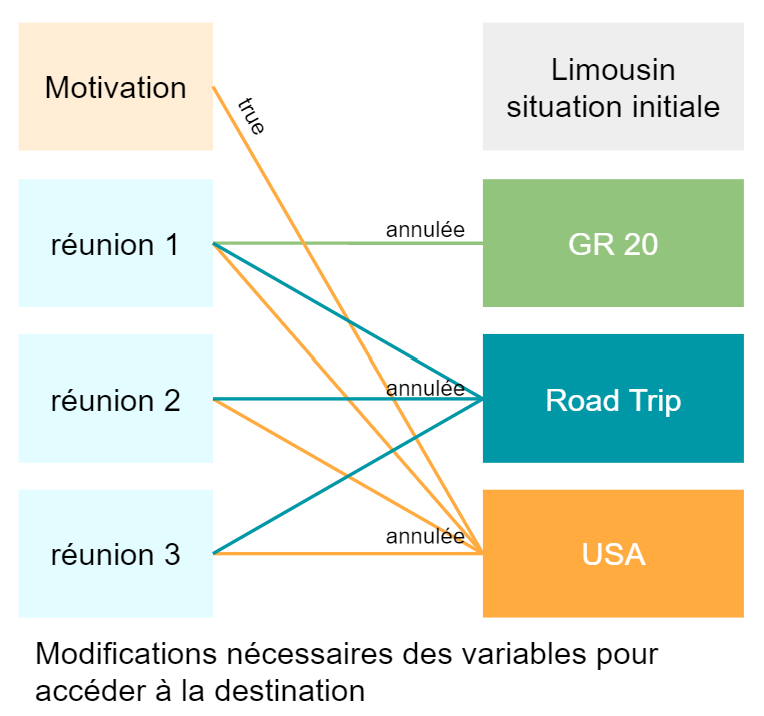 Motivation
Limousin
situation initiale
true
réunion 1
annulée
GR 20
réunion 2
annulée
Road Trip
réunion 3
annulée
USA
Modifications nécessaires des variables pour
accéder à la destination